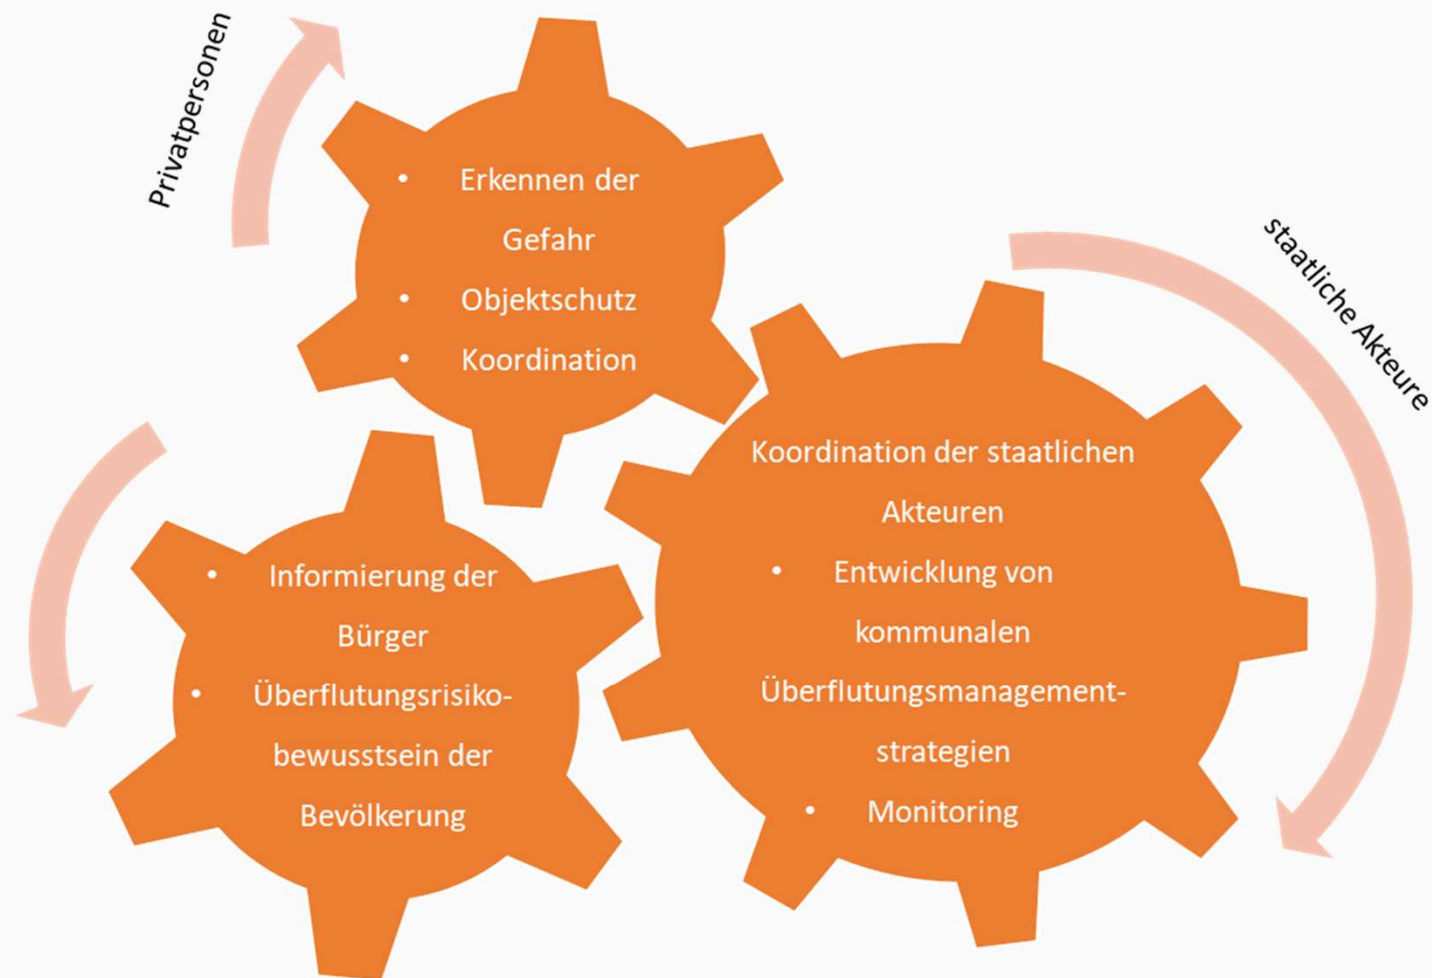 Privatpersonen
• Erkennen der
Gefahr
• Objektschutz
• Koordination
staatliche Akteure
• Koordination der staatlichen
Akteuren
• Entwicklung von
kommunalen
Überflutungsmanagement-
strategien
• Monitoring
• Informierung der
Bürger
• Überflutungsrisiko-
bewusstsein der
Bevölkerung